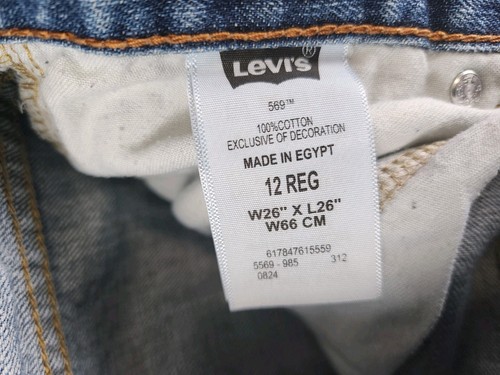 Levi's®
569™
100%COTTON
EXCLUSIVE OF DECORATION
MADE IN EGYPT
12 REG
W26" X L26"
W66 CM
617847615559
5569 - 985 312
0824